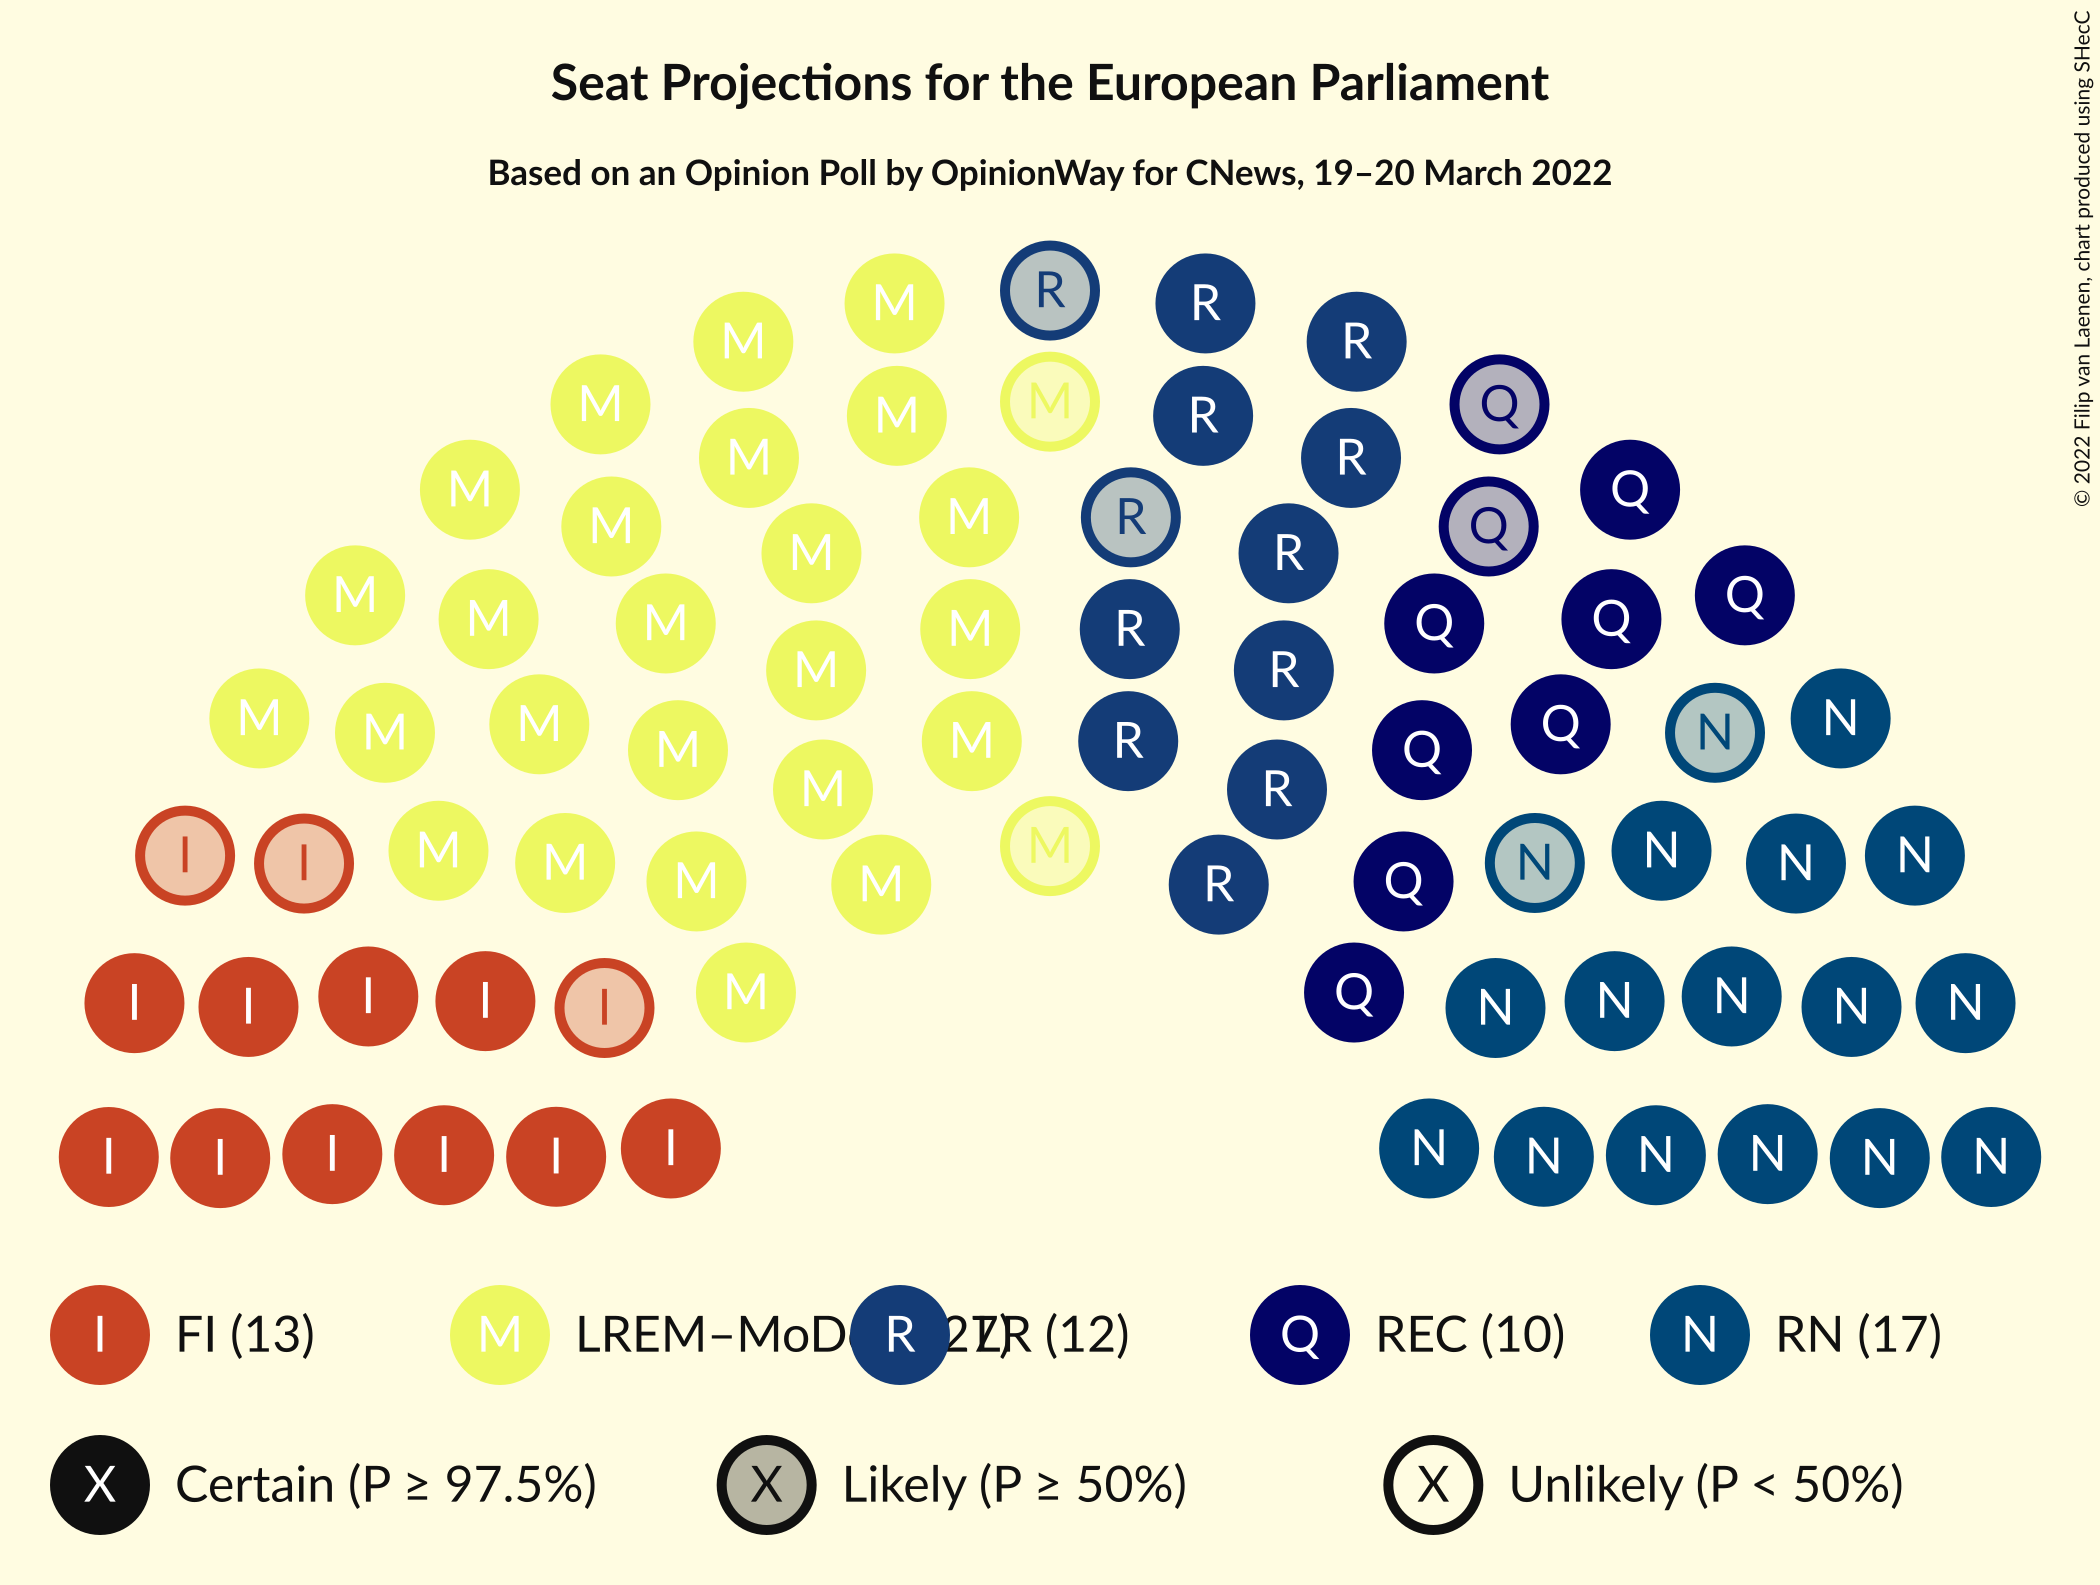 Seat Projections for the European Parliament
Based on an Opinion Poll by OpinionWay for CNews, 19–20 March 2022
© 2022 Filip van Laenen, chart produced using SHecC
M R R
M R
M M M R Q
M R
M Q
M M R Q
M R
M Q
M M M R Q Q
M R
M M M M M R Q Q N N
M R
I I M M M M M R Q N N N N
I I I I I M Q N N N N N
I I I I I I N N N N N N
I FI (13)
M LREM–MoD
R LR (12)
Q REC (10)
N RN (17)
X Certain (P ≥ 97.5%)
X Likely (P ≥ 50%)
X Unlikely (P < 50%)